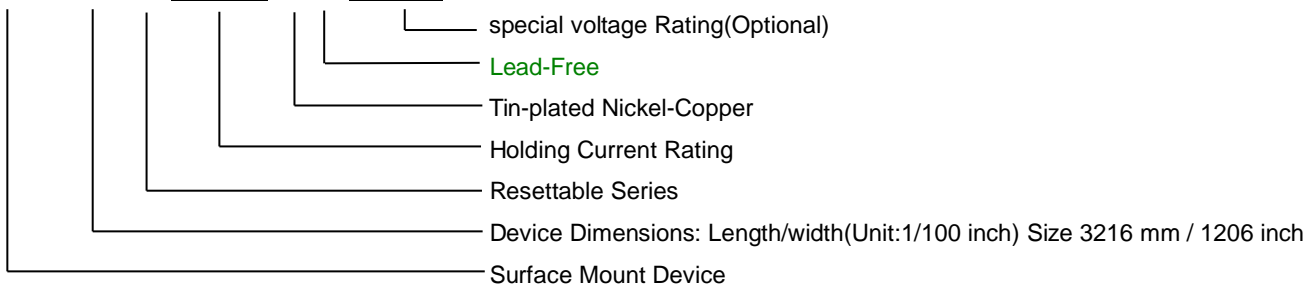 special voltage Rating(Optional)
Lead-Free
Tin-plated Nickel-Copper
Holding Current Rating
Resettable Series
Device Dimensions: Length/width(Unit:1/100 inch) Size 3216 mm / 1206 inch
Surface Mount Device